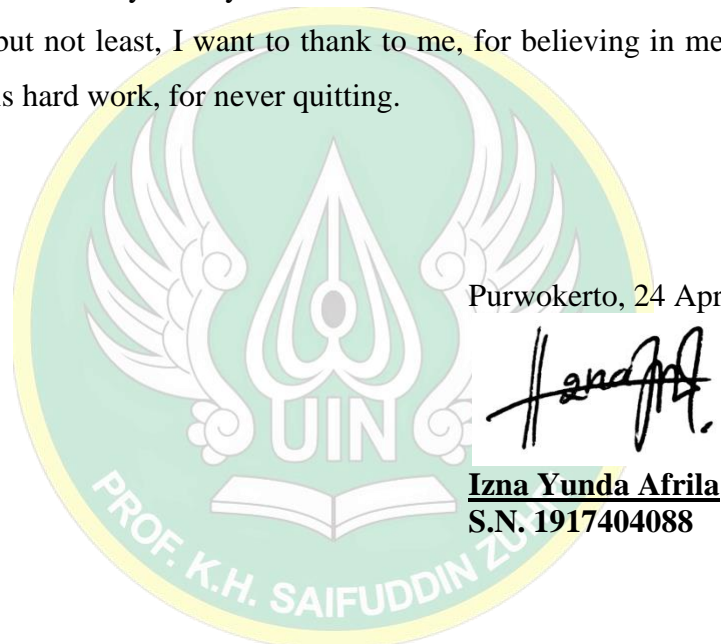 but not least, I want to thank to me, for believing in me
s hard work, for never quitting.
Purwokerto, 24 Apr
Izna Yunda Afrila
S.N. 1917404088
UIN
PROF. K.H. SAIFUDDIN ZUHRI